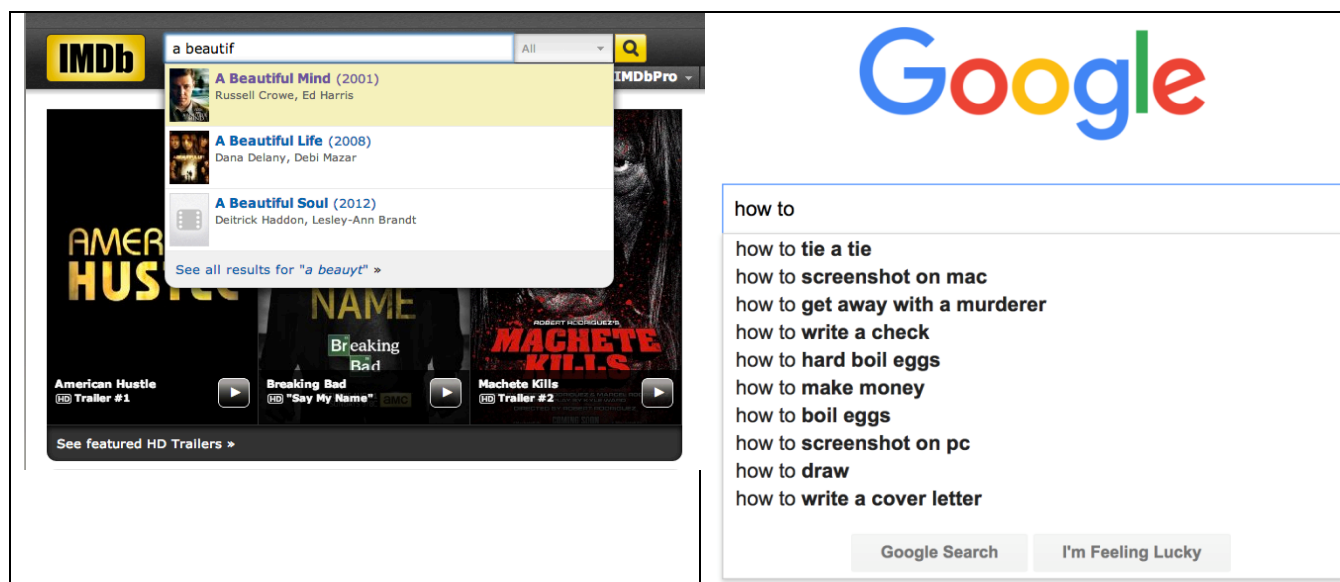 IMDb
a beautif
All
IMDbPro
A Beautiful Mind (2001)
Russell Crowe, Ed Harris
A Beautiful Life (2008)
Dana Delany, Debi Mazar
A Beautiful Soul (2012)
Deitrick Haddon, Lesley-Ann Brandt
See all results for "a beauyt" »
AMER
HUSTLE
NAME
Breaking
Bad
ROBERT RODRIGUEZ'S
MACHETE
KILLS
American Hustle
HD Trailer #1
Breaking Bad
HD "Say My Name"
amc
Machete Kills
HD Trailer #2
See featured HD Trailers »
Google
how to
how to tie a tie
how to screenshot on mac
how to get away with a murderer
how to write a check
how to hard boil eggs
how to make money
how to boil eggs
how to screenshot on pc
how to draw
how to write a cover letter
Google Search
I'm Feeling Lucky